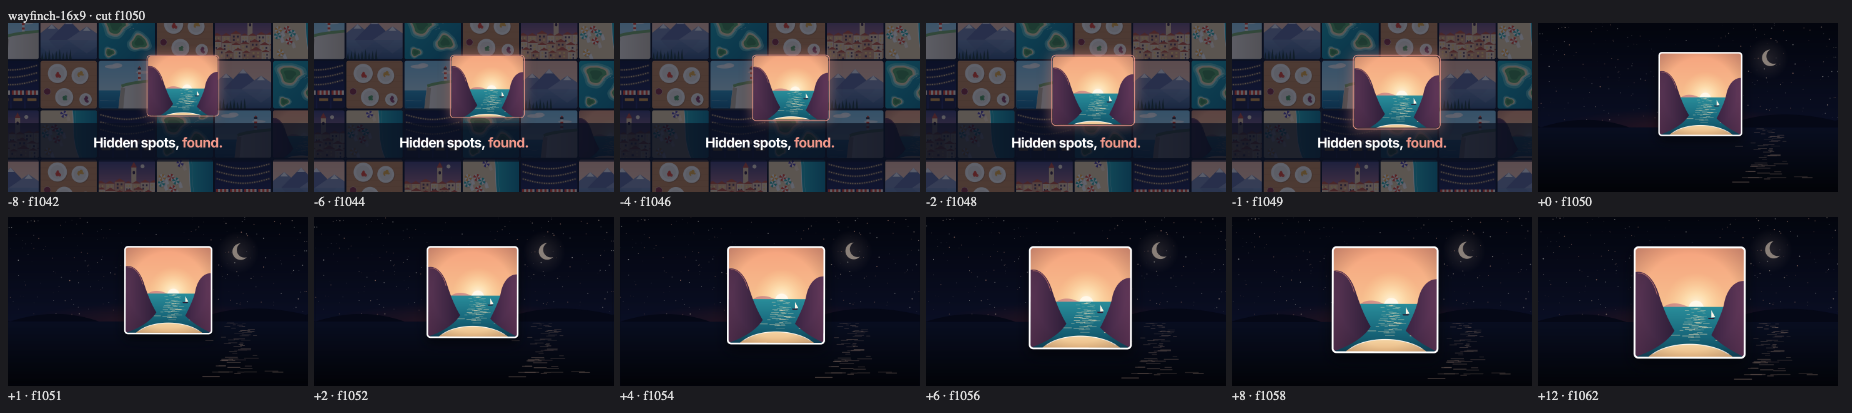 wayfinch-16x9 · cut f1050
Hidden spots, found.
Hidden spots, found.
Hidden spots, found.
Hidden spots, found.
Hidden spots, found.
-8 · f1042
-6 · f1044
-4 · f1046
-2 · f1048
-1 · f1049
+0 · f1050
+1 · f1051
+2 · f1052
+4 · f1054
+6 · f1056
+8 · f1058
+12 · f1062